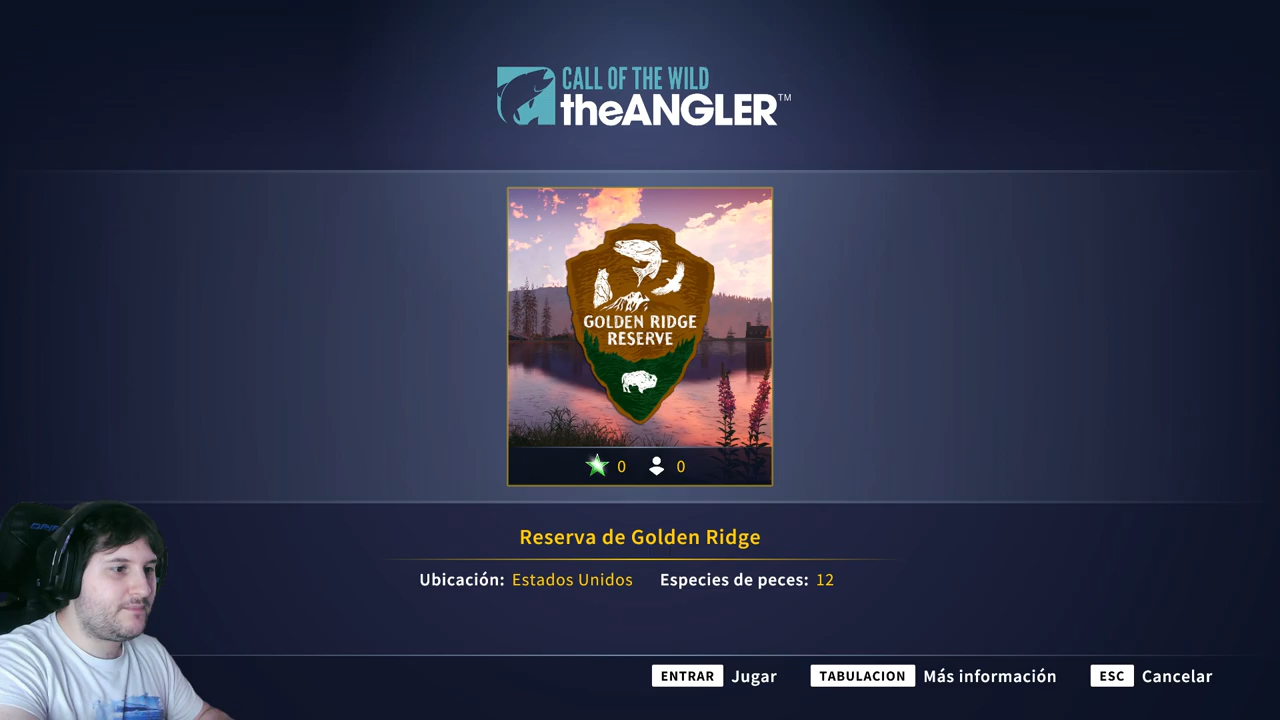 CALL OF THE WILD
theANGLER™
GOLDEN RIDGE
RESERVE
0 0
Reserva de Golden Ridge
Ubicación: Estados Unidos Especies de peces: 12
ENTRAR Jugar TABULACION Más información ESC Cancelar